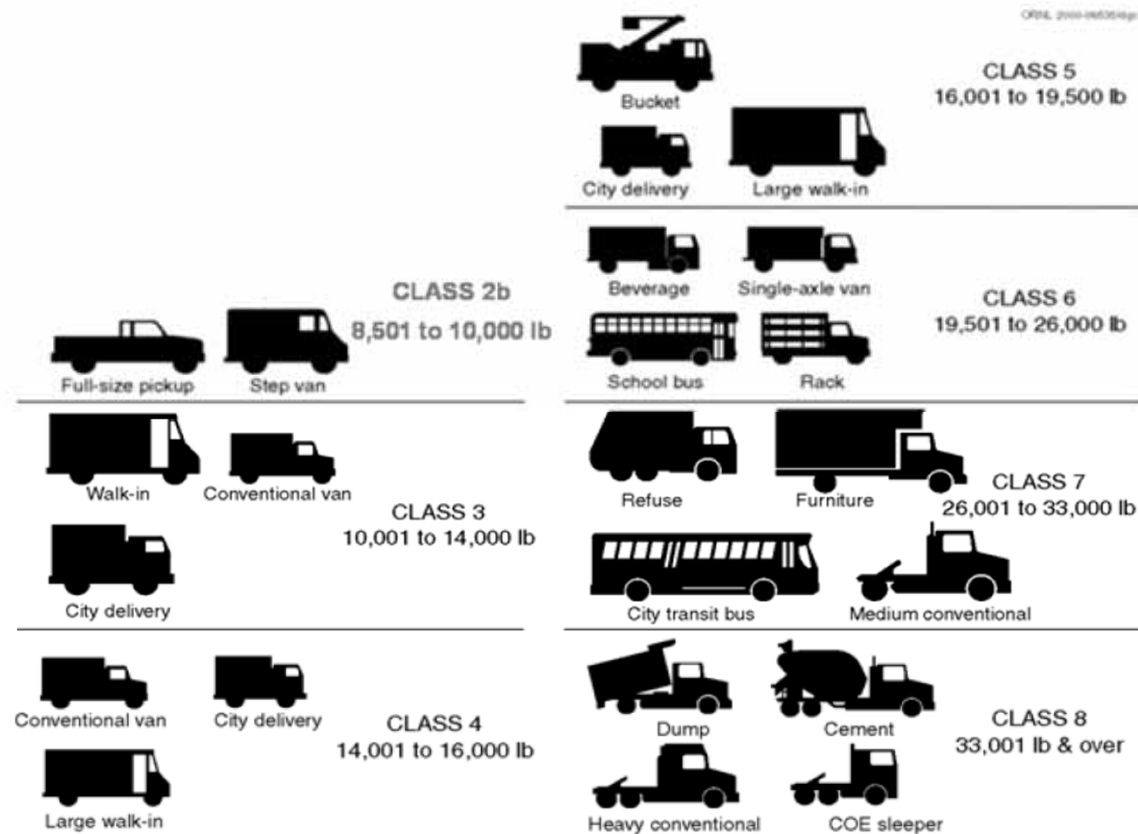 CLASS 2b
8,501 to 10,000 lb
Full-size pickup
Step van
Walk-in
Conventional van
CLASS 3
10,001 to 14,000 lb
City delivery
Conventional van
City delivery
CLASS 4
14,001 to 16,000 lb
Large walk-in
Bucket
CLASS 5
16,001 to 19,500 lb
City delivery
Large walk-in
Beverage
Single-axle van
CLASS 6
19,501 to 26,000 lb
School bus
Rack
Refuse
Furniture
CLASS 7
26,001 to 33,000 lb
City transit bus
Medium conventional
Dump
Cement
CLASS 8
33,001 lb & over
Heavy conventional
COE sleeper